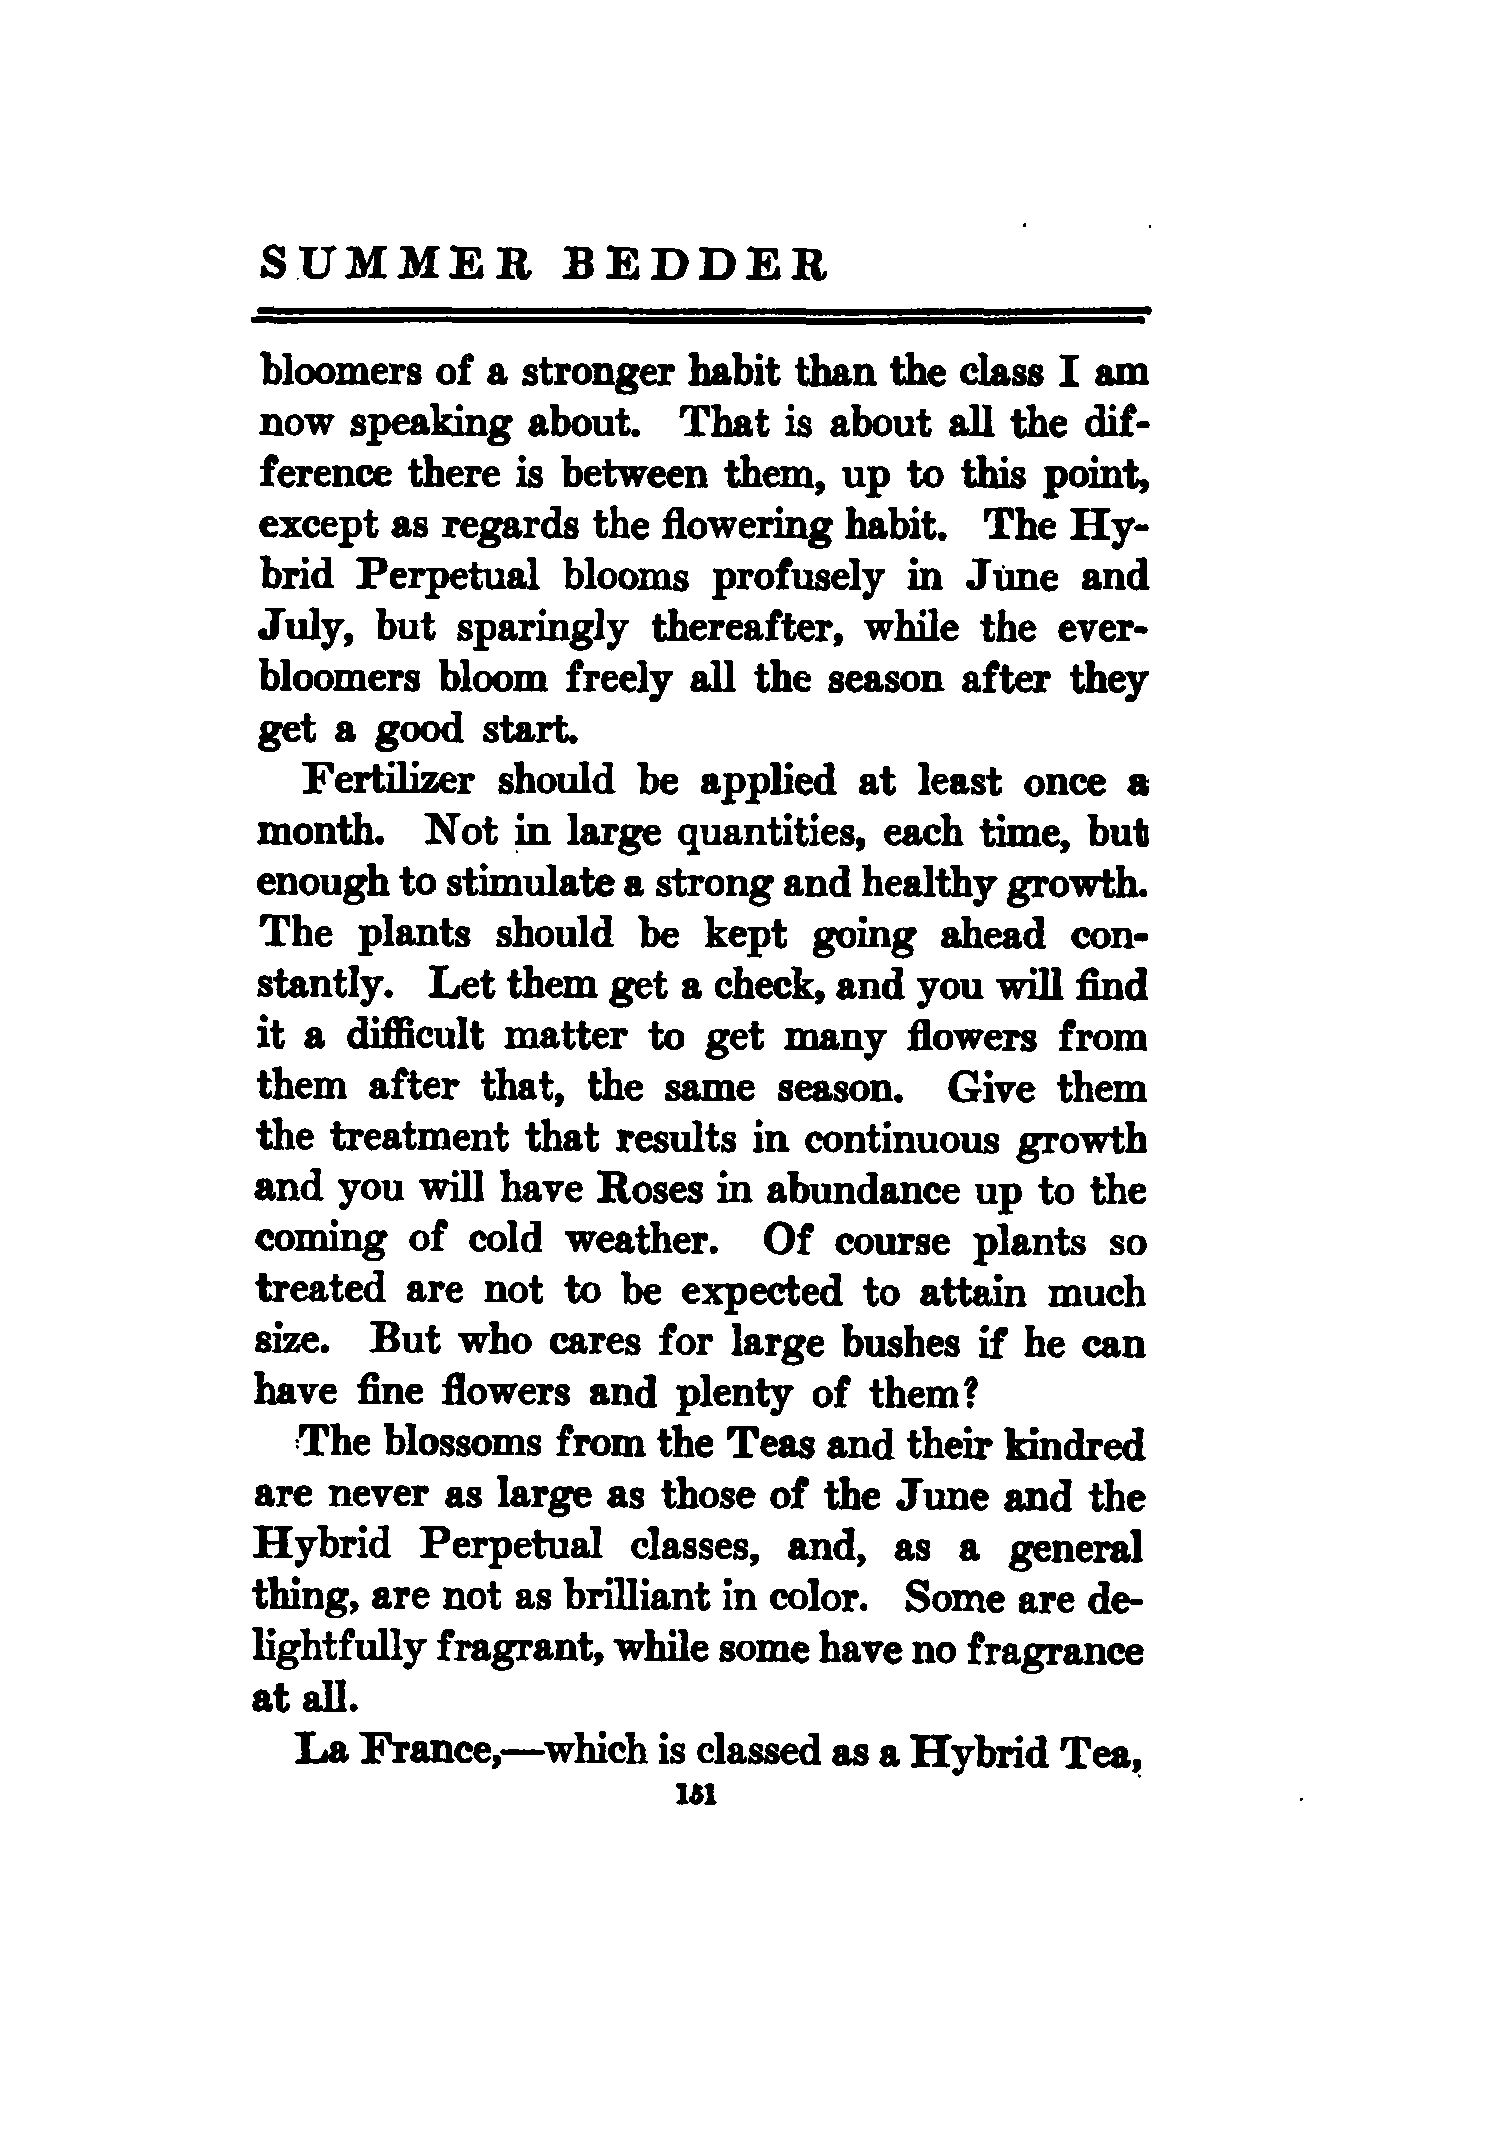 SUMMER BEDDER
bloomers of a stronger habit than the class I am
now speaking about. That is about all the dif-
ference there is between them, up to this point,
except as regards the flowering habit. The Hy-
brid Perpetual blooms profusely in June and
July, but sparingly thereafter, while the ever-
bloomers bloom freely all the season after they
get a good start.
Fertilizer should be applied at least once a
month. Not in large quantities, each time, but
enough to stimulate a strong and healthy growth.
The plants should be kept going ahead con-
stantly. Let them get a check, and you will find
it a difficult matter to get many flowers from
them after that, the same season. Give them
the treatment that results in continuous growth
and you will have Roses in abundance up to the
coming of cold weather. Of course plants so
treated are not to be expected to attain much
size. But who cares for large bushes if he can
have fine flowers and plenty of them?
The blossoms from the Teas and their kindred
are never as large as those of the June and the
Hybrid Perpetual classes, and, as a general
thing, are not as brilliant in color. Some are de-
lightfully fragrant, while some have no fragrance
at all.
La France,—which is classed as a Hybrid Tea,
151